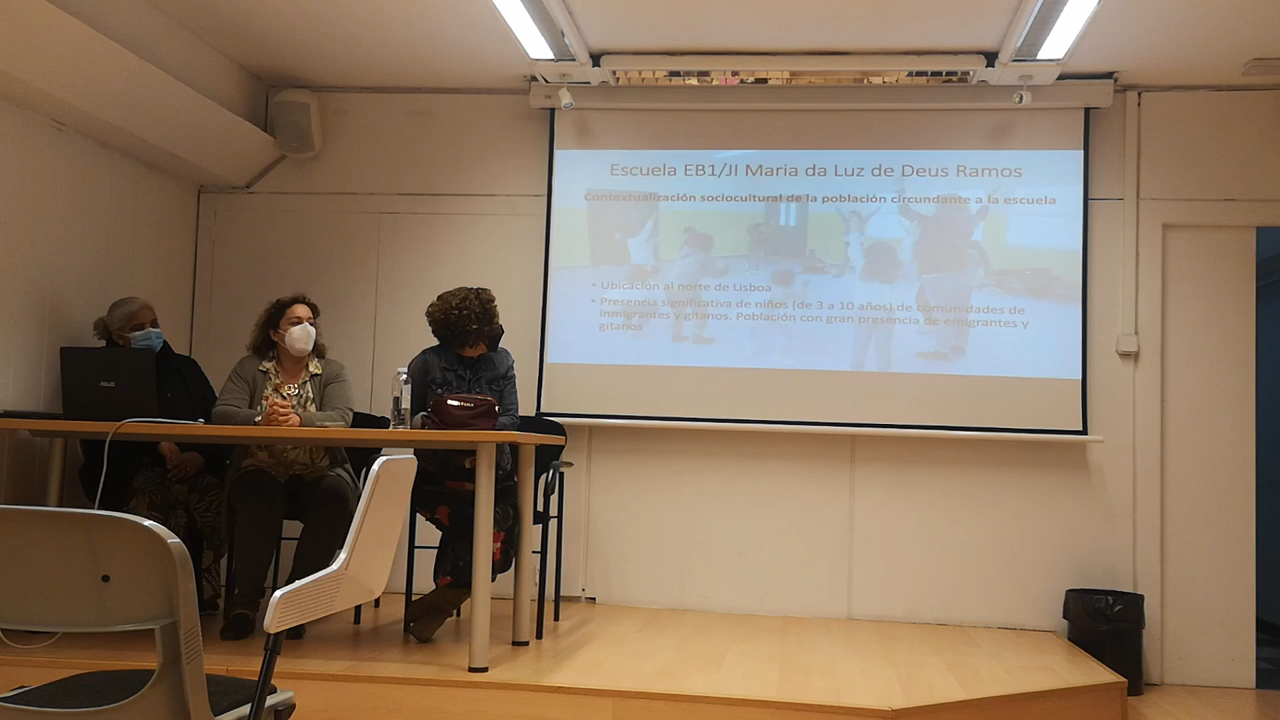 Escuela EB1/JI Maria da Luz de Deus Ramos
Contextualización sociocultural de la población circundante a la escuela
• Ubicación al norte de Lisboa
• Presencia significativa de niños (de 3 a 10 años) de comunidades de
inmigrantes y gitanos. Población con gran presencia de emigrantes y
gitanos
ASUS